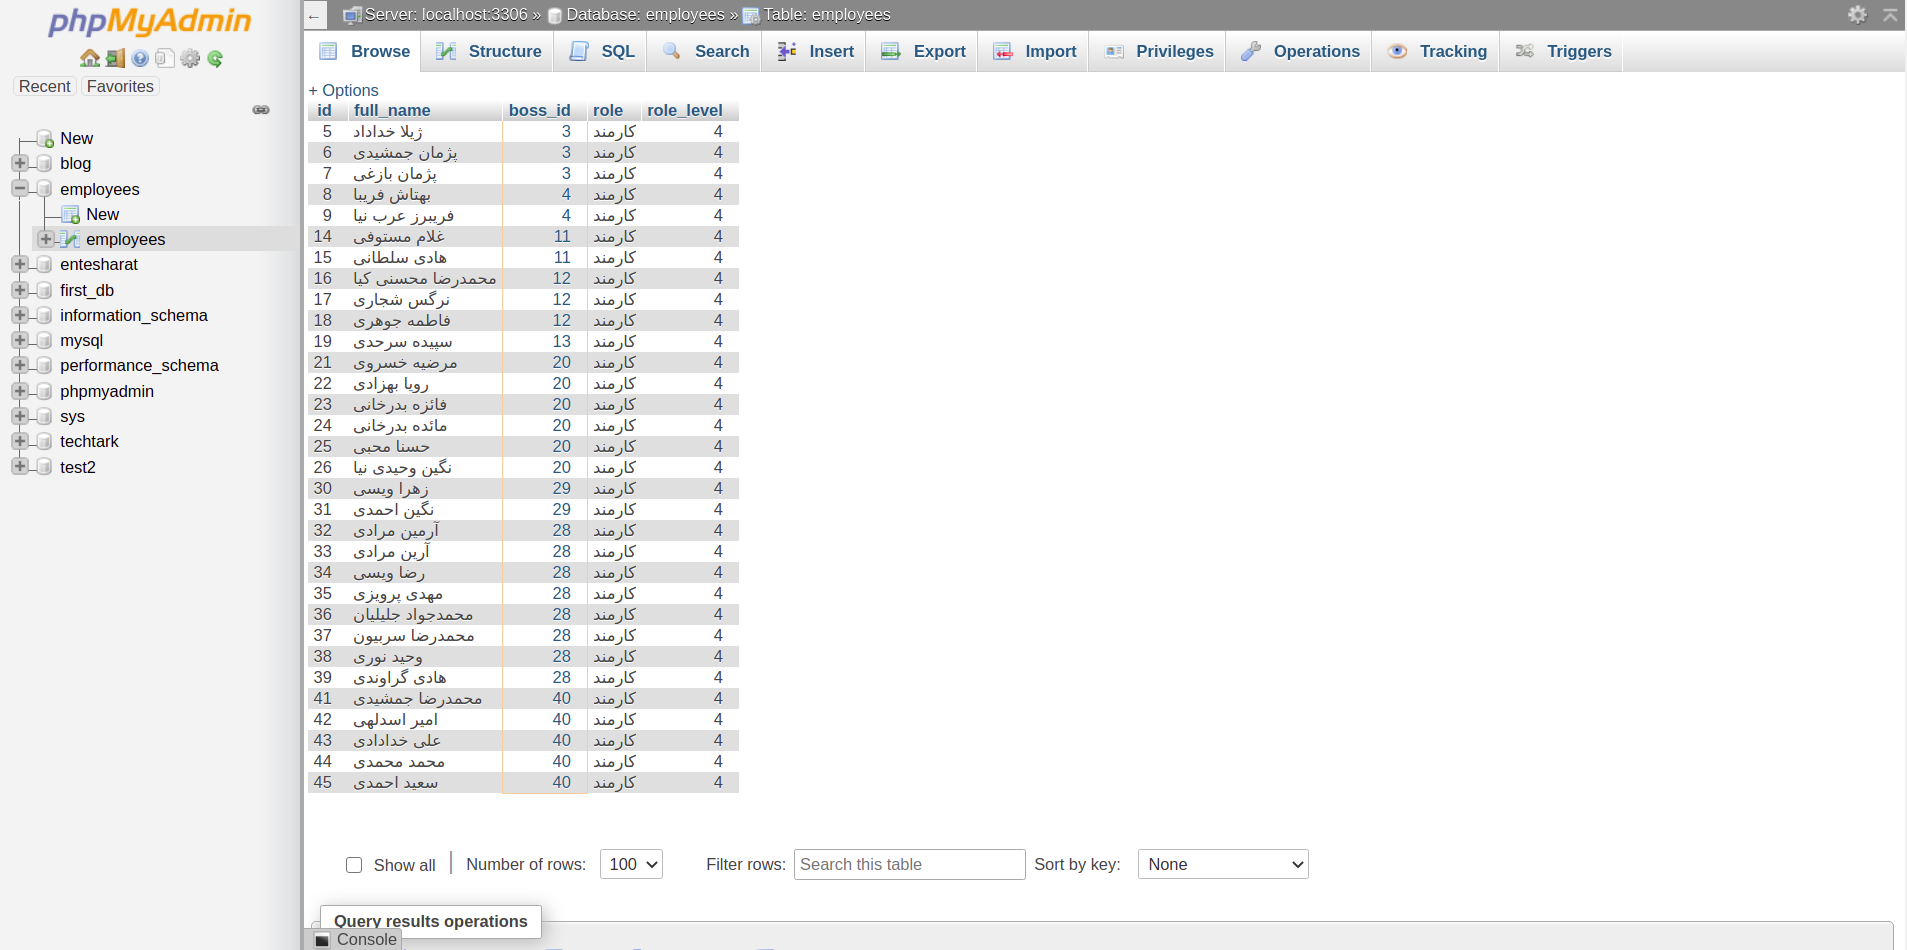 phpMyAdmin
Recent Favorites
New
blog
employees
New
employees
entesharat
first_db
information_schema
mysql
performance_schema
phpmyadmin
sys
techtark
test2
← Server: localhost:3306 » Database: employees » Table: employees
Browse Structure SQL Search Insert Export Import Privileges Operations Tracking Triggers
+ Options
id full_name boss_id role role_level
5 ژیلا خداداد 3 کارمند 4
6 پژمان جمشیدی 3 کارمند 4
7 پژمان بازغی 3 کارمند 4
8 بهتاش فریبا 4 کارمند 4
9 فریبرز عرب نیا 4 کارمند 4
14 غلام مستوفی 11 کارمند 4
15 هادی سلطانی 11 کارمند 4
16 محمدرضا محسنی کیا 12 کارمند 4
17 نرگس شجاری 12 کارمند 4
18 فاطمه جوهری 12 کارمند 4
19 سپیده سرحدی 13 کارمند 4
21 مرضیه خسروی 20 کارمند 4
22 رویا بهزادی 20 کارمند 4
23 فائزه بدرخانی 20 کارمند 4
24 مائده بدرخانی 20 کارمند 4
25 حسنا محبی 20 کارمند 4
26 نگین وحیدی نیا 20 کارمند 4
30 زهرا ویسی 29 کارمند 4
31 نگین احمدی 29 کارمند 4
32 آرمین مرادی 28 کارمند 4
33 آرین مرادی 28 کارمند 4
34 رضا ویسی 28 کارمند 4
35 مهدی پرویزی 28 کارمند 4
36 محمدجواد جلیلیان 28 کارمند 4
37 محمدرضا سربیون 28 کارمند 4
38 وحید نوری 28 کارمند 4
39 هادی گراوندی 28 کارمند 4
41 محمدرضا جمشیدی 40 کارمند 4
42 امیر اسدلهی 40 کارمند 4
43 علی خدادادی 40 کارمند 4
44 محمد محمدی 40 کارمند 4
45 سعید احمدی 40 کارمند 4
Show all | Number of rows: 100 Filter rows: Search this table Sort by key: None
Query results operations
Console